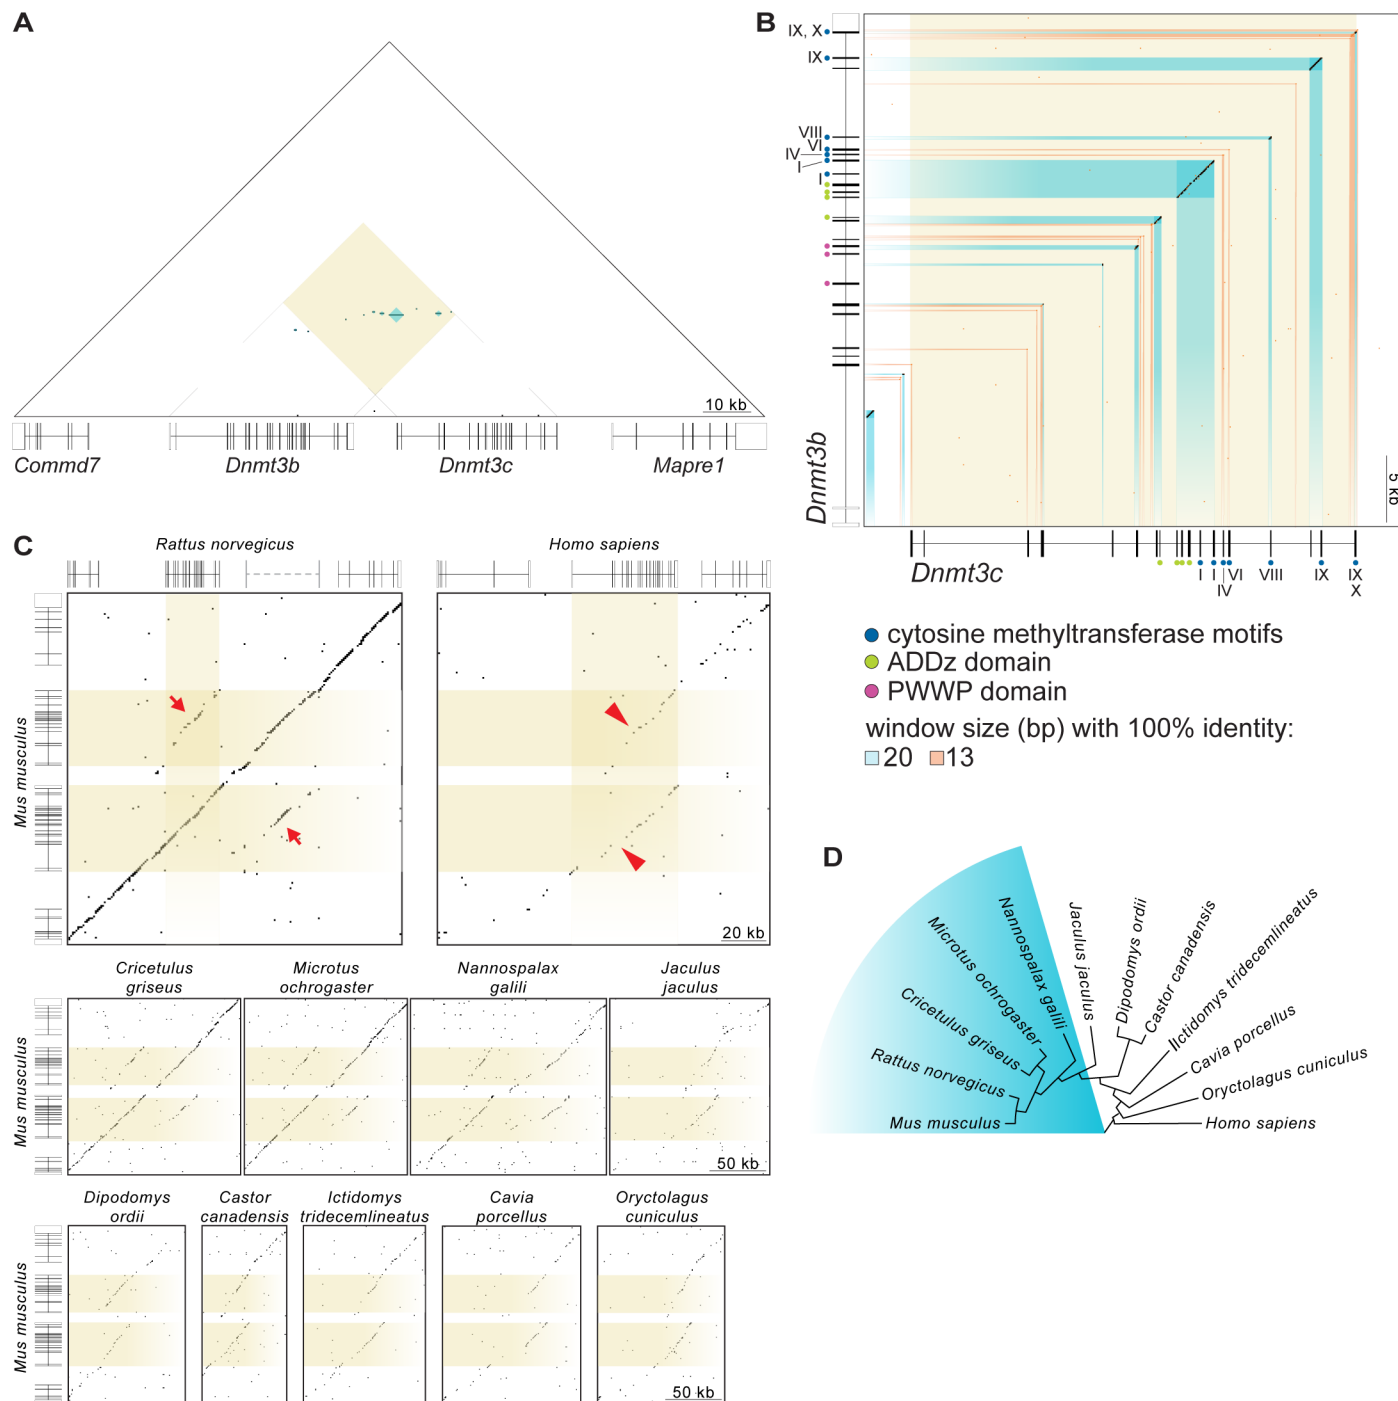 A
10 kb
Commd7
Dnmt3b
Dnmt3c
Mapre1
B
IX, X
IX
VIII
VI
IV
I
I
Dnmt3b
5 kb
Dnmt3c
I
I
IV
VI
VIII
IX
IX
X
cytosine methyltransferase motifs
ADDz domain
PWWP domain
window size (bp) with 100% identity:
20
13
C
Rattus norvegicus
Homo sapiens
Mus musculus
20 kb
Cricetulus
griseus
Microtus
ochrogaster
Nannospalax
galili
Jaculus
jaculus
Mus musculus
50 kb
Dipodomys
ordii
Castor
canadensis
Ictidomys
tridecemlineatus
Cavia
porcellus
Oryctolagus
cuniculus
Mus musculus
50 kb
D
Mus musculus
Rattus norvegicus
Cricetulus griseus
Microtus ochrogaster
Nannospalax galili
Jaculus jaculus
Dipodomys ordii
Castor canadensis
Ilctidomys tridecemlineatus
Cavia porcellus
Oryctolagus cuniculus
Homo sapiens